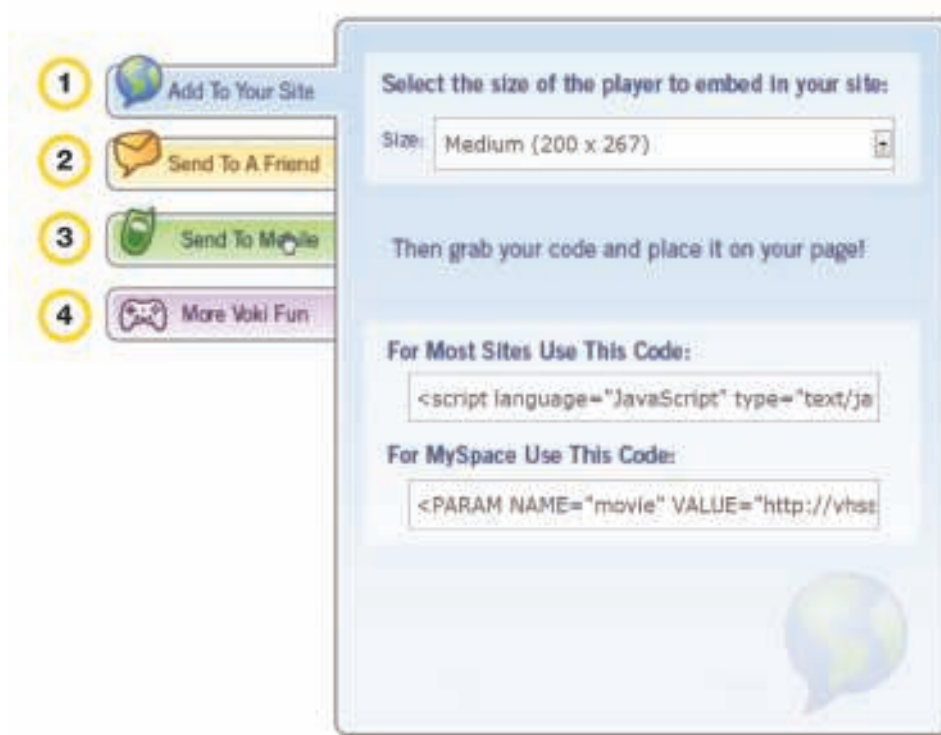 1 Add To Your Site
2 Send To A Friend
3 Send To Mobile
4 More Voki Fun
Select the size of the player to embed in your site:
Size: Medium (200 x 267)
Then grab your code and place it on your page!
For Most Sites Use This Code:
<script language="JavaScript" type="text/ja
For MySpace Use This Code:
<PARAM NAME="movie" VALUE="http://vhss